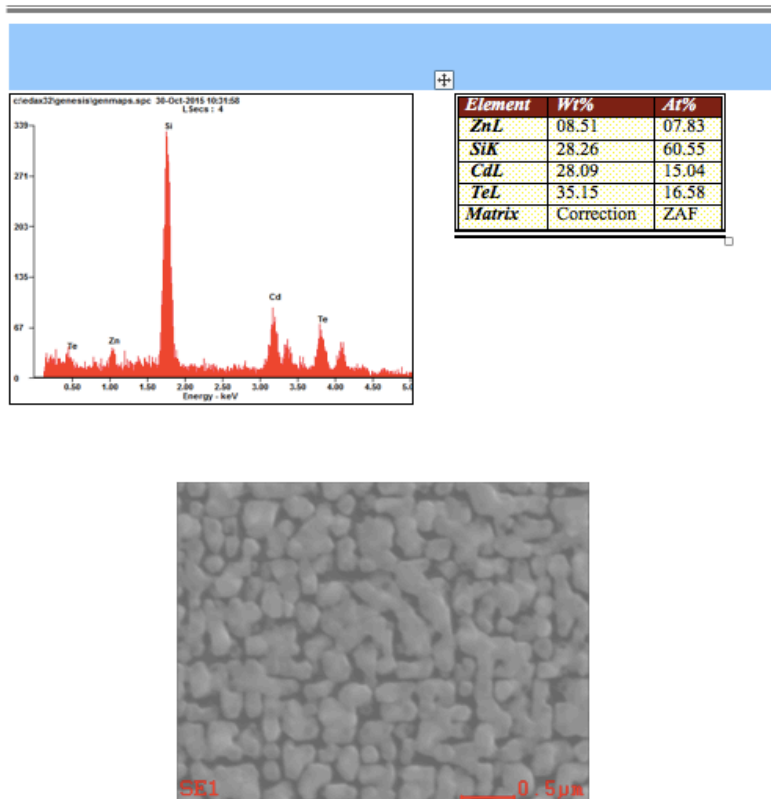 c:\edax32\genesis\genmaps.spc 30-Oct-2015 10:31:58
LSecs : 4
339
271
203
135
67
0
Si
Cd
Te
Te
Zn
0.50 1.00 1.50 2.00 2.50 3.00 3.50 4.00 4.50 5.0
Energy - keV
Element Wt% At%
ZnL 08.51 07.83
SiK 28.26 60.55
CdL 28.09 15.04
TeL 35.15 16.58
Matrix Correction ZAF
SE1 0.5µm